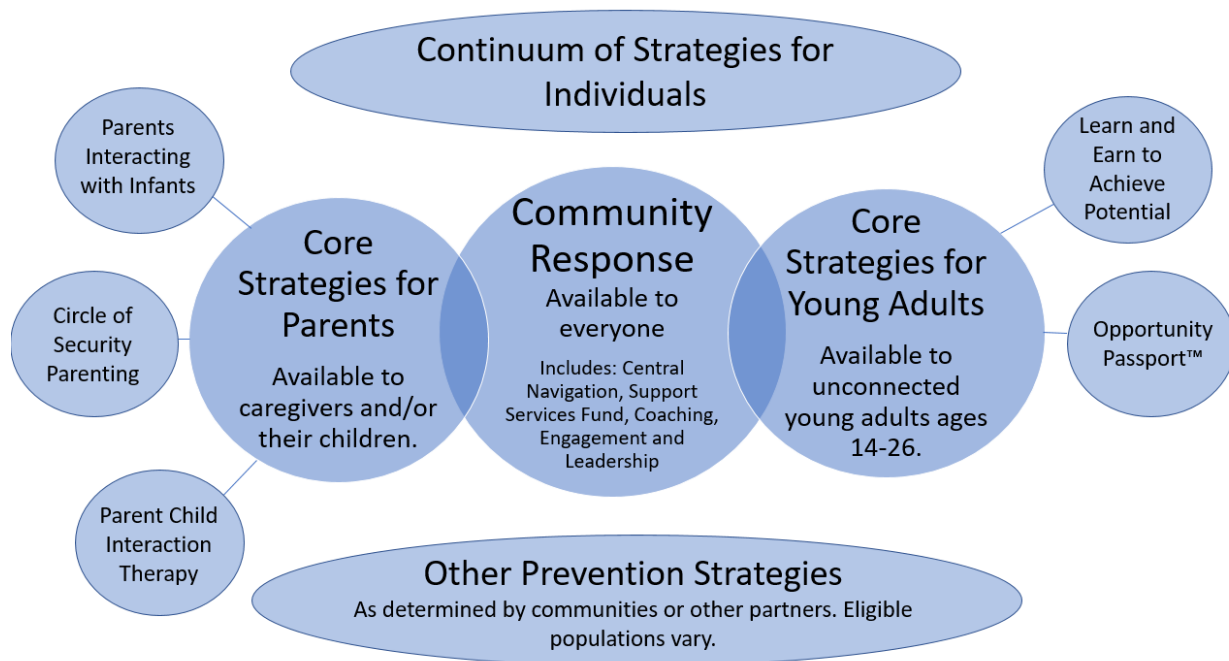 Continuum of Strategies for
Individuals
Parents
Interacting
with Infants
Circle of
Security
Parenting
Parent Child
Interaction
Therapy
Core
Strategies for
Parents
Available to
caregivers and/or
their children.
Community
Response
Available to
everyone
Includes: Central
Navigation, Support
Services Fund, Coaching,
Engagement and
Leadership
Core
Strategies for
Young Adults
Available to
unconnected
young adults ages
14-26.
Learn and
Earn to
Achieve
Potential
Opportunity
Passport™
Other Prevention Strategies
As determined by communities or other partners. Eligible
populations vary.